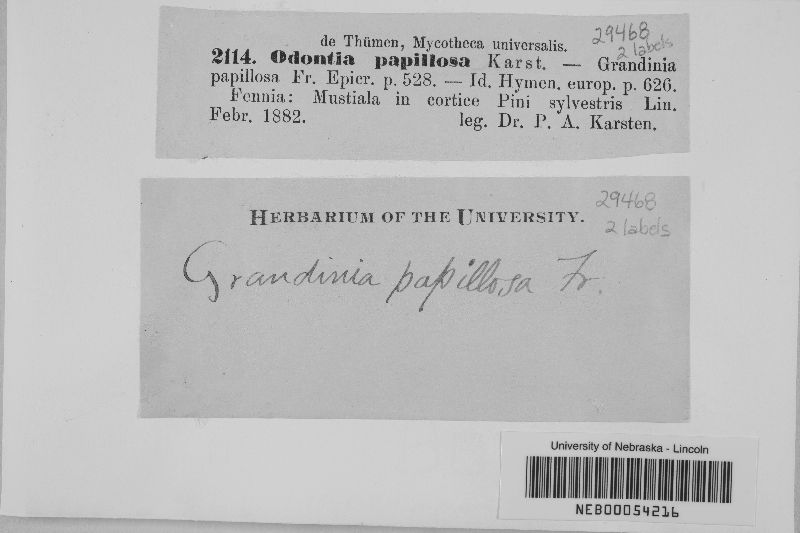 de Thümen, Mycotheca universalis.
29468
2 labels
2114. Odontia papillosa Karst. — Grandinia
papillosa Fr. Epier. p. 528. — Id. Hymen. europ. p. 626.
Fennia: Mustiala in cortice Pini sylvestris Lin.
Febr. 1882. leg. Dr. P. A. Karsten.
29468
2 labels
HERBARIUM OF THE UNIVERSITY.
Grandinia papillosa Fr.
University of Nebraska - Lincoln
NEB00054216